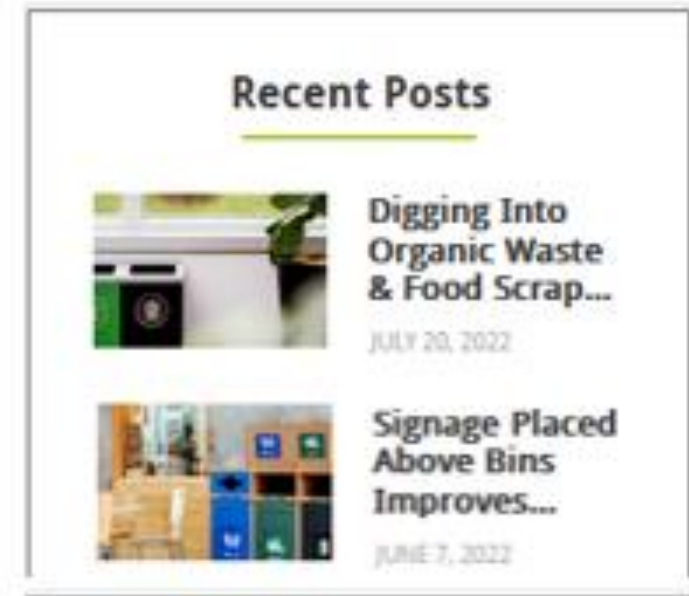 Recent Posts
Digging Into
Organic Waste
& Food Scrap...
JULY 20, 2022
Signage Placed
Above Bins
Improves...
JUNE 7, 2022